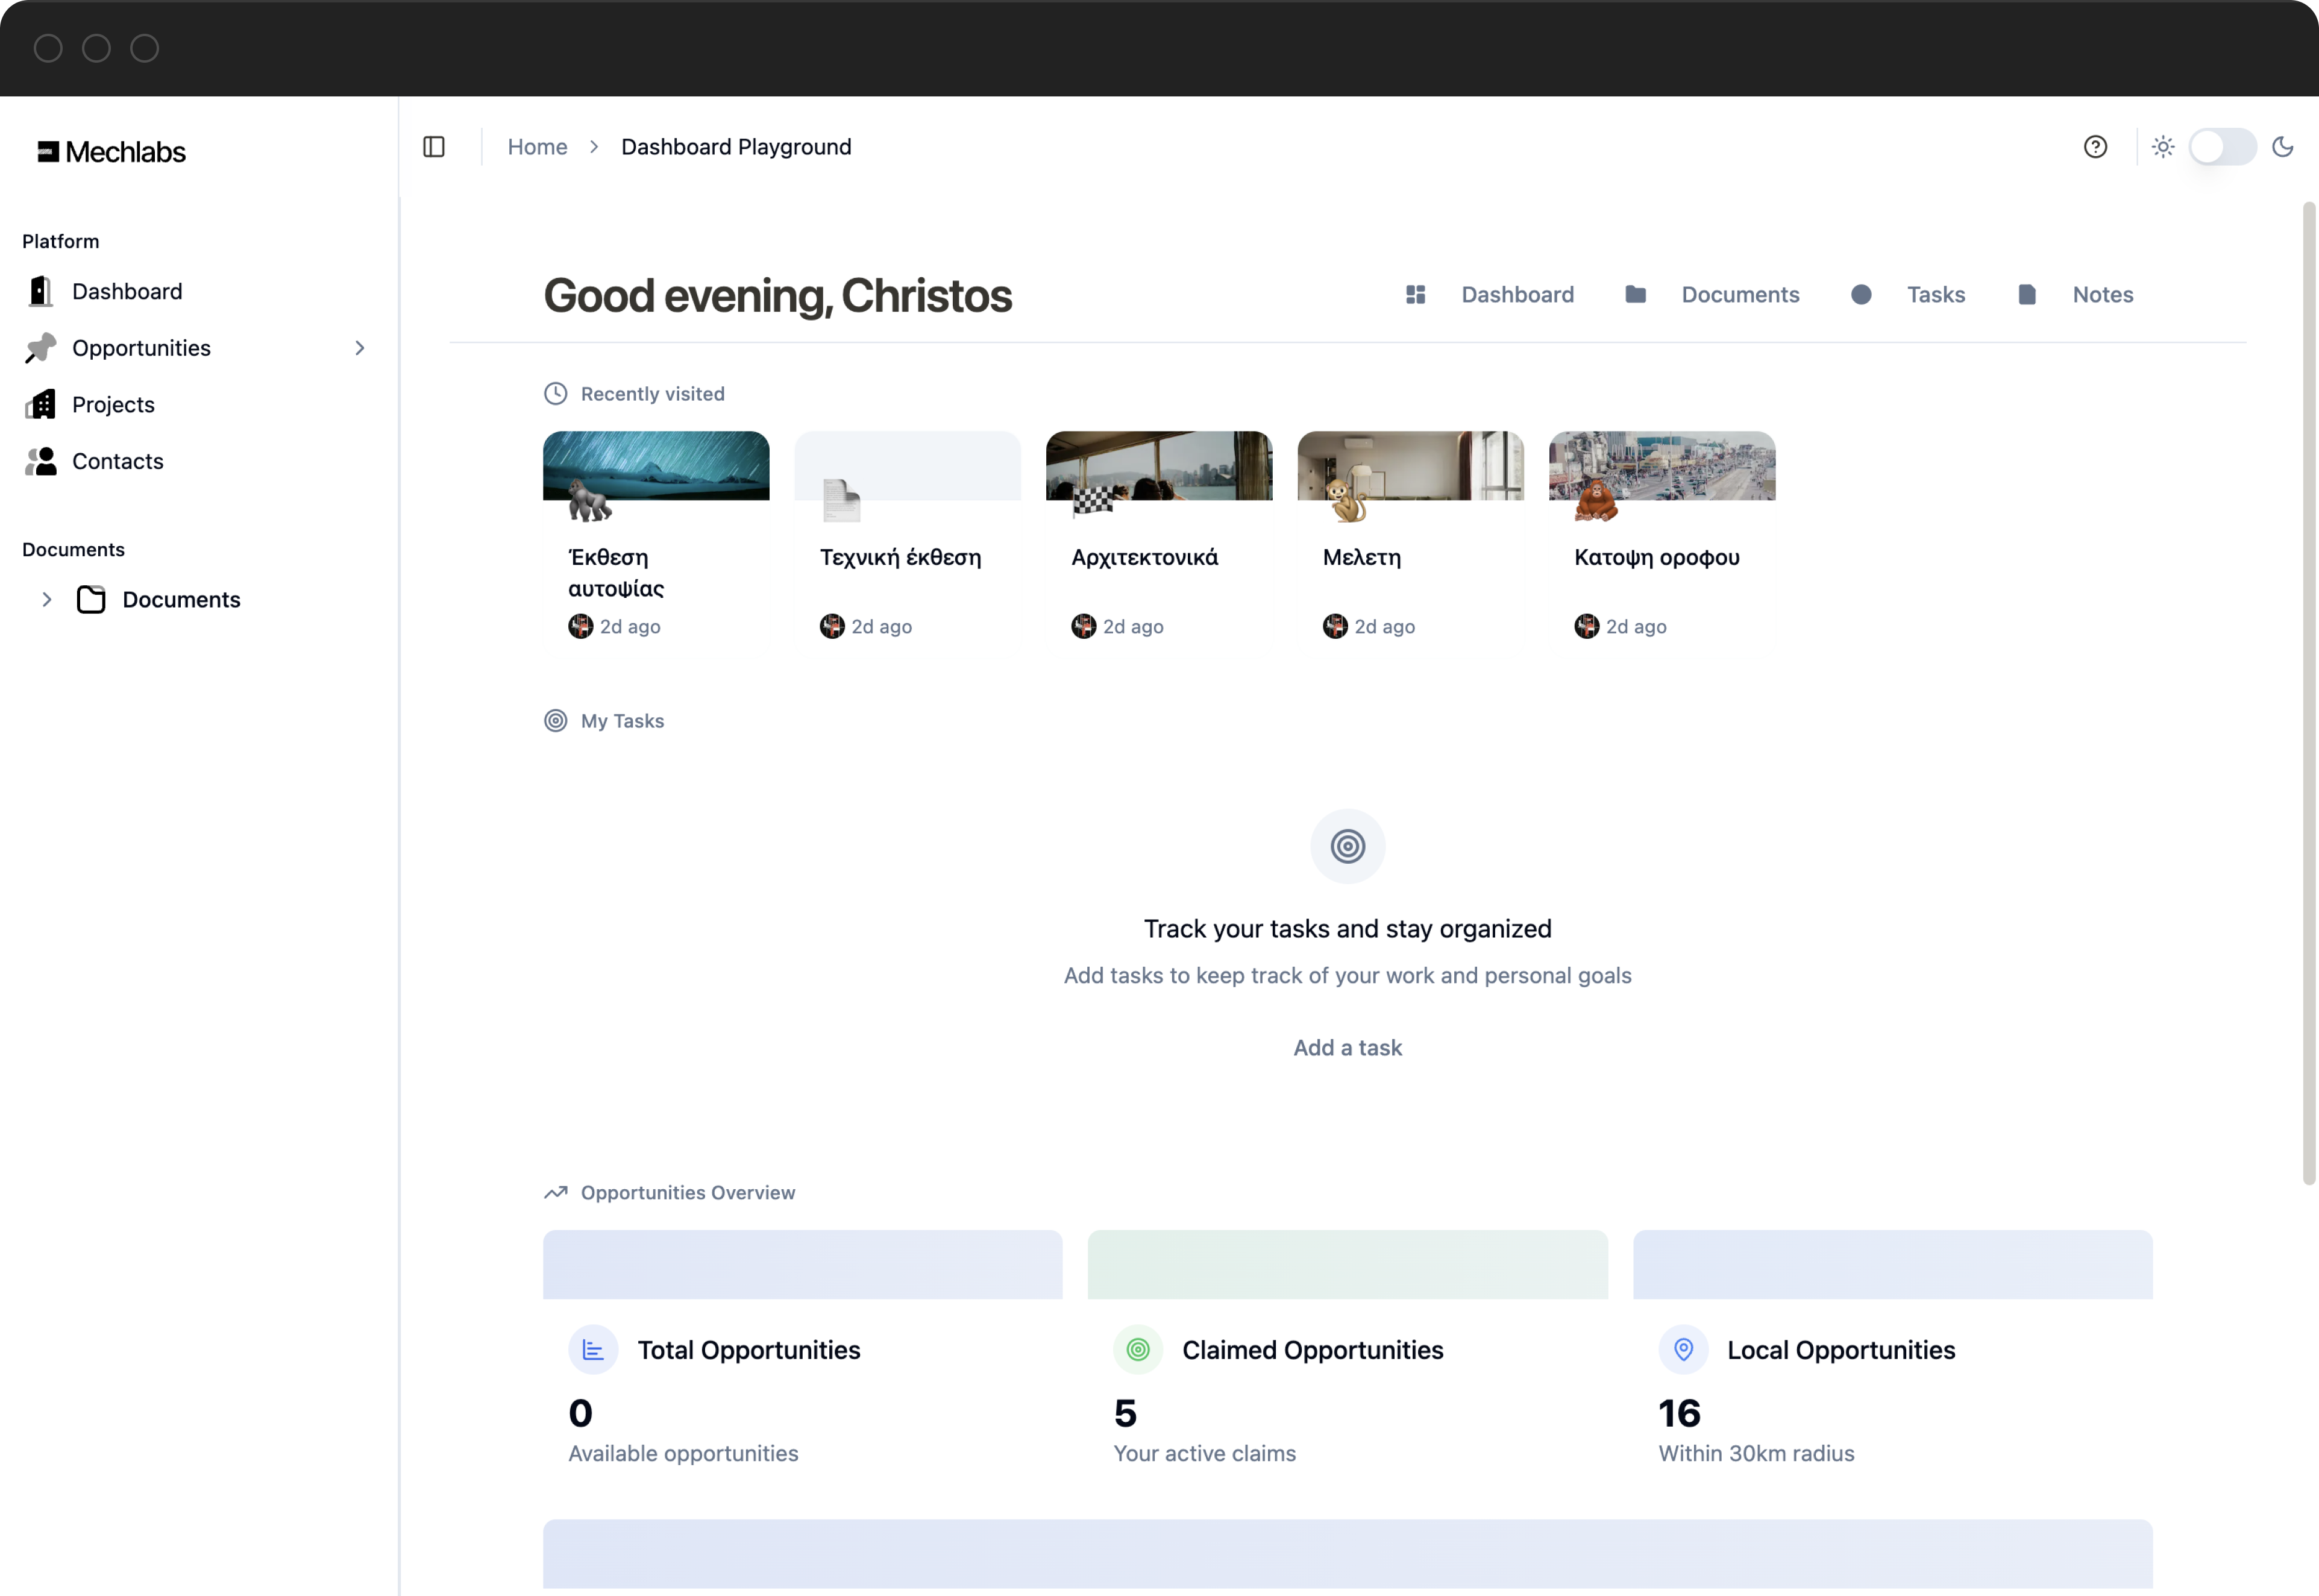 Mechlabs
Home
Dashboard Playground
Platform
Dashboard
Opportunities
Projects
Contacts
Documents
Documents
Good evening, Christos
Dashboard
Documents
Tasks
Notes
Recently visited
Έκθεση
αυτοψίας
2d ago
Τεχνική έκθεση
2d ago
Αρχιτεκτονικά
2d ago
Μελετη
2d ago
Κατοψη οροφου
2d ago
My Tasks
Track your tasks and stay organized
Add tasks to keep track of your work and personal goals
Add a task
Opportunities Overview
Total Opportunities
0
Available opportunities
Claimed Opportunities
5
Your active claims
Local Opportunities
16
Within 30km radius